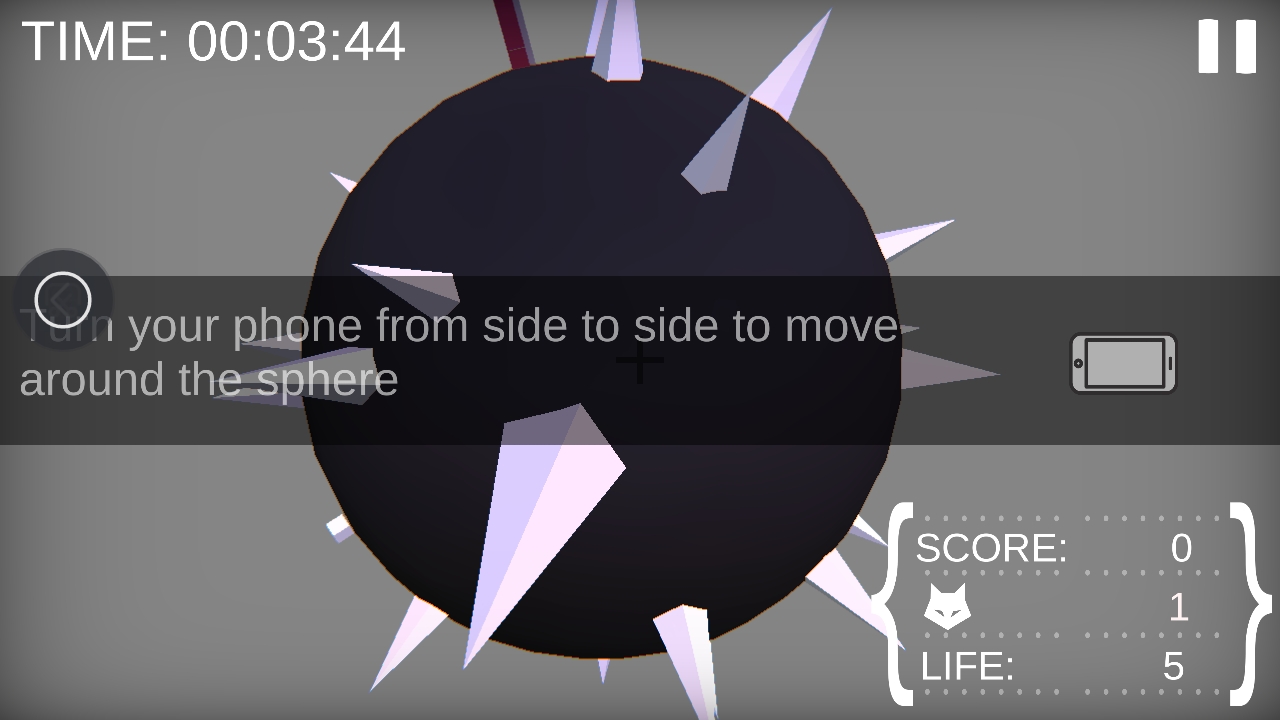 TIME: 00:03:44
Turn your phone from side to side to move
around the sphere
SCORE: 0
1
LIFE: 5